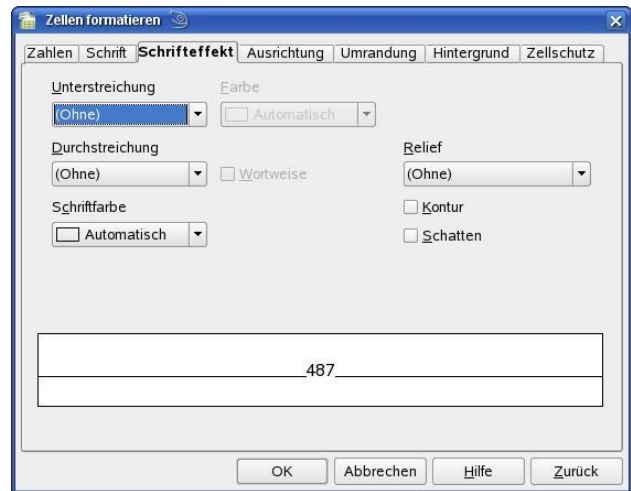 Zellen formatieren
Zahlen Schrift Schrifteffekt Ausrichtung Umrandung Hintergrund Zellschutz
Unterstreichung Farbe
(Ohne) Automatisch
Durchstreichung Relief
(Ohne) Wortweise (Ohne)
Schriftfarbe Kontur
Automatisch Schatten
487
OK Abbrechen Hilfe Zurück